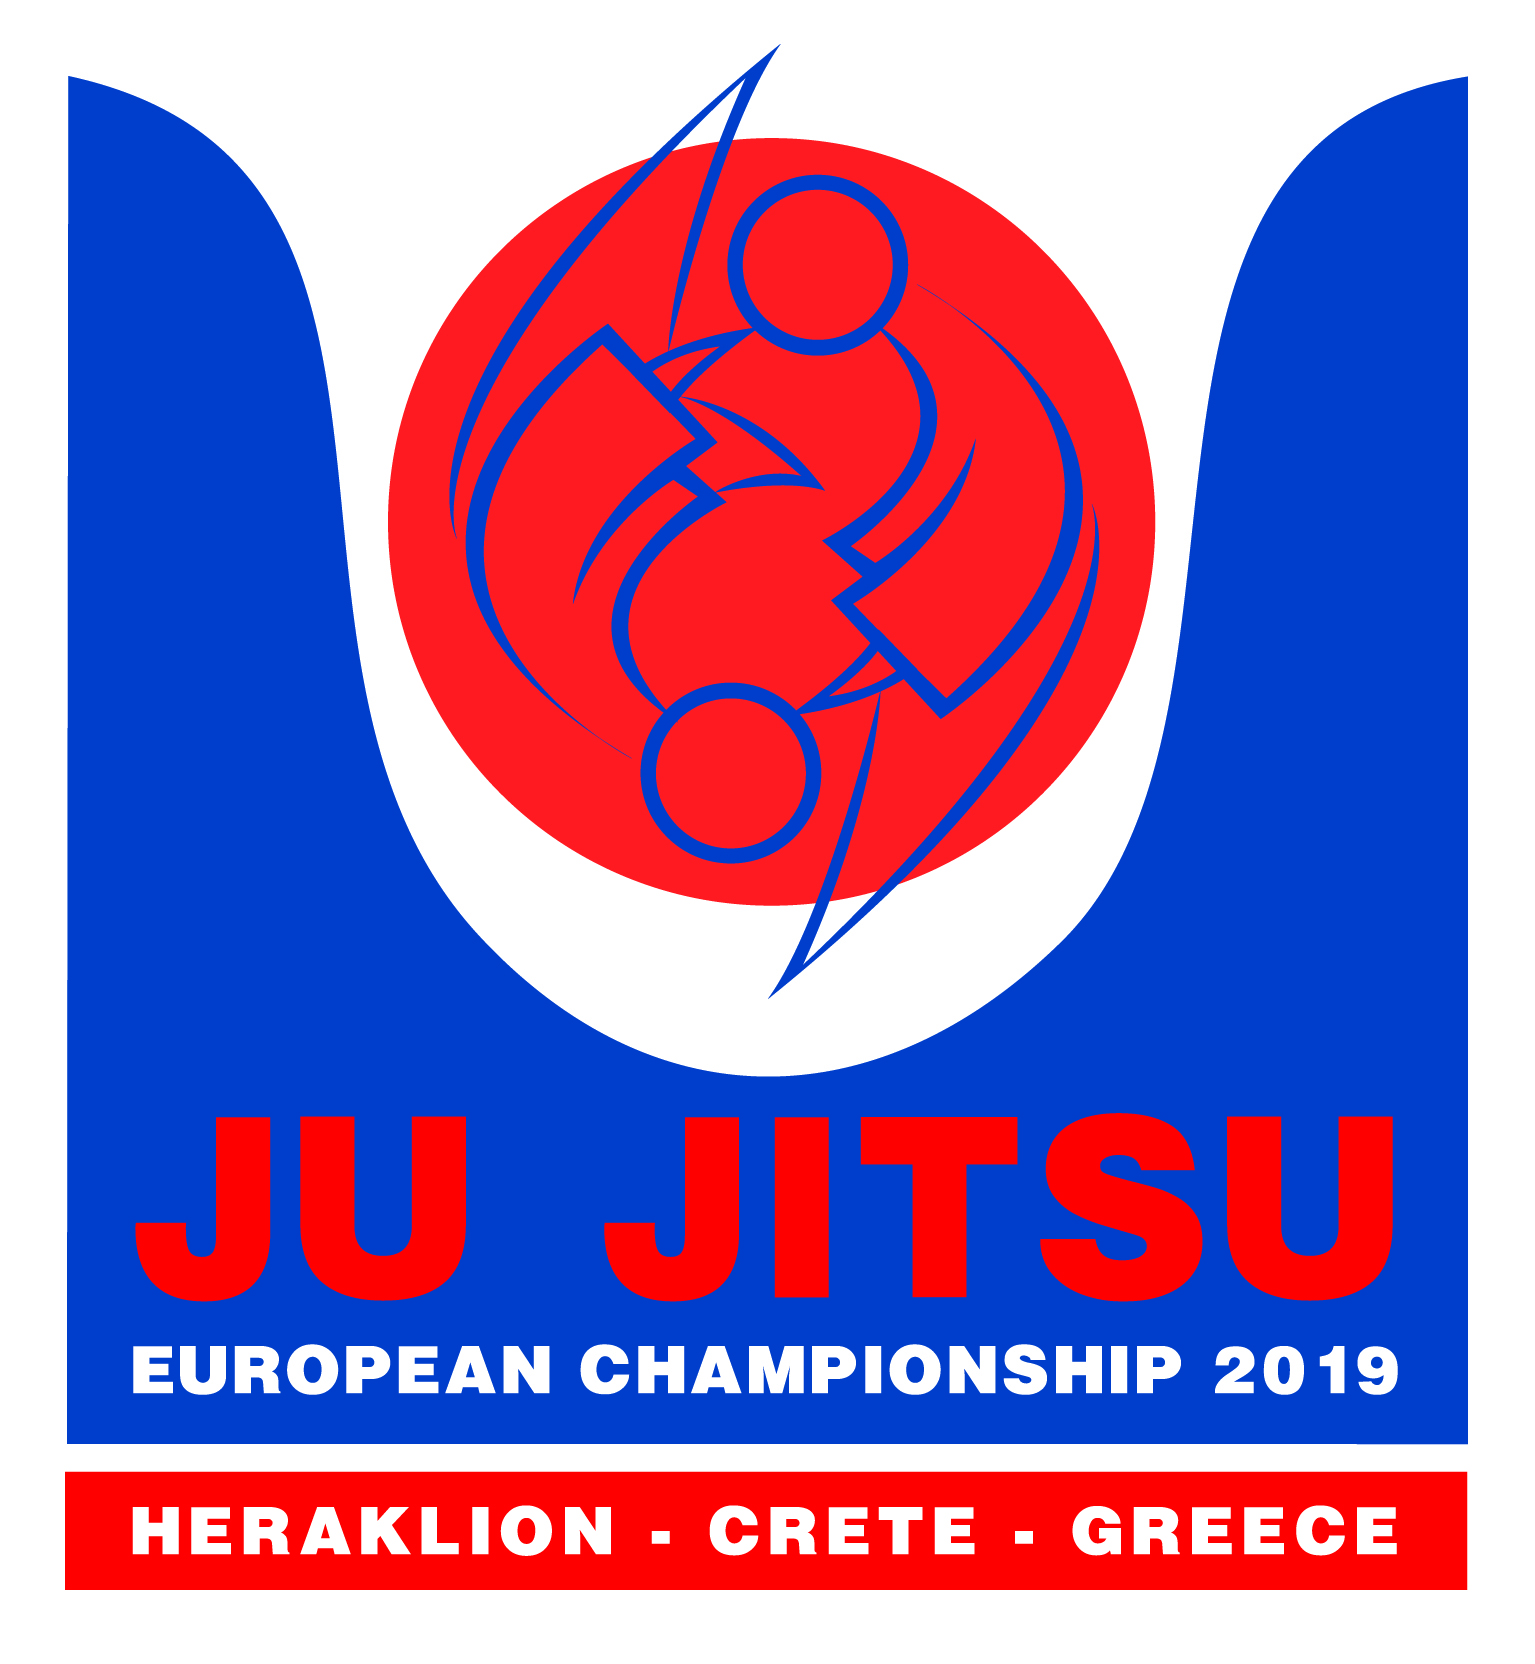 JU JITSU
EUROPEAN CHAMPIONSHIP 2019
HERAKLION - CRETE - GREECE